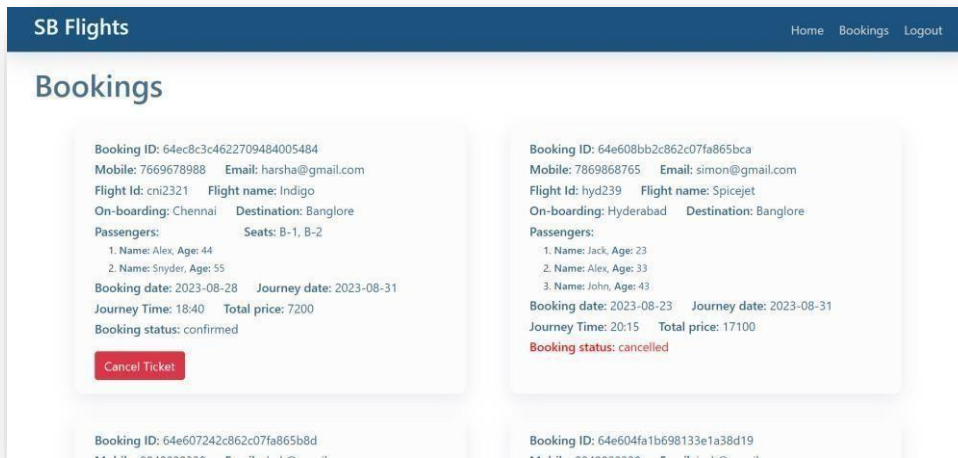 SB Flights
Home Bookings Logout
Bookings
Booking ID: 64ec8c3c4622709484005484
Mobile: 7669678988 Email: harsha@gmail.com
Flight Id: cni2321 Flight name: Indigo
On-boarding: Chennai Destination: Banglore
Passengers: Seats: B-1, B-2
1. Name: Alex, Age: 44
2. Name: Snyder, Age: 55
Booking date: 2023-08-28 Journey date: 2023-08-31
Journey Time: 18:40 Total price: 7200
Booking status: confirmed
Cancel Ticket
Booking ID: 64e608bb2c862c07fa865bca
Mobile: 7869868765 Email: simon@gmail.com
Flight Id: hyd239 Flight name: Spicejet
On-boarding: Hyderabad Destination: Banglore
Passengers:
1. Name: Jack, Age: 23
2. Name: Alex, Age: 33
3. Name: John, Age: 43
Booking date: 2023-08-23 Journey date: 2023-08-31
Journey Time: 20:15 Total price: 17100
Booking status: cancelled
Booking ID: 64e607242c862c07fa865b8d
Booking ID: 64e604fa1b698133e1a38d19